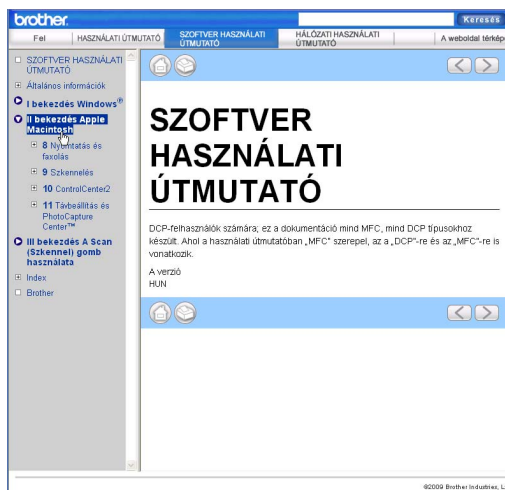 brother
Keresés
Fel
HASZNÁLATI ÚTMUTATÓ
SZOFTVER HASZNÁLATI
ÚTMUTATÓ
HÁLÓZATI HASZNÁLATI
ÚTMUTATÓ
A weboldal térkép
SZOFTVER HASZNÁLATI
ÚTMUTATÓ
Általános információk
I bekezdés Windows®
II bekezdés Apple
Macintosh
8 Nyomtatás és
faxolás
9 Szkennelés
10 ControlCenter2
11 Távbeállítás és
PhotoCapture
Center™
III bekezdés A Scan
(Szkennel) gomb
használata
Index
Brother
SZOFTVER
HASZNÁLATI
ÚTMUTATÓ
DCP-felhasználók számára; ez a dokumentáció mind MFC, mind DCP típusokhoz
készült. Ahol a használati útmutatóban „MFC" szerepel, az a „DCP"-re és az „MFC"-re is
vonatkozik.
A verzió
HUN
©2009 Brother Industries, L